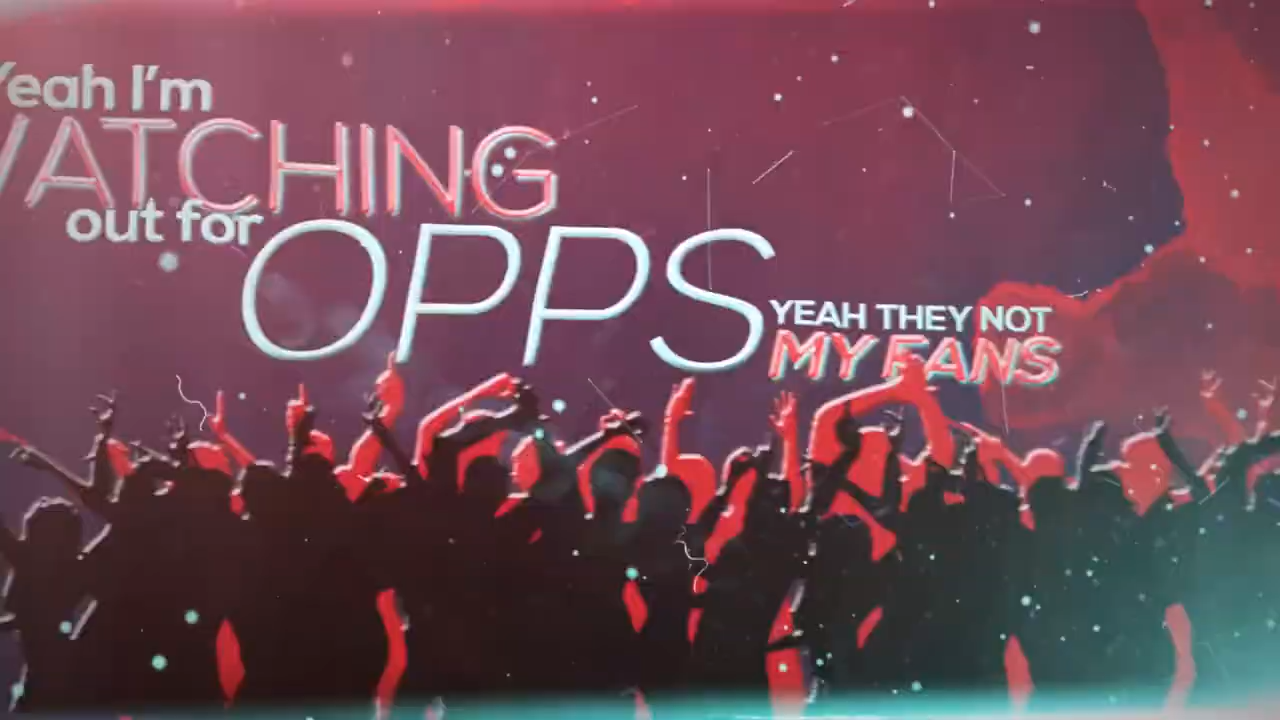 Yeah I'm
WATCHING
out for
OPPS
YEAH THEY NOT
MY FANS